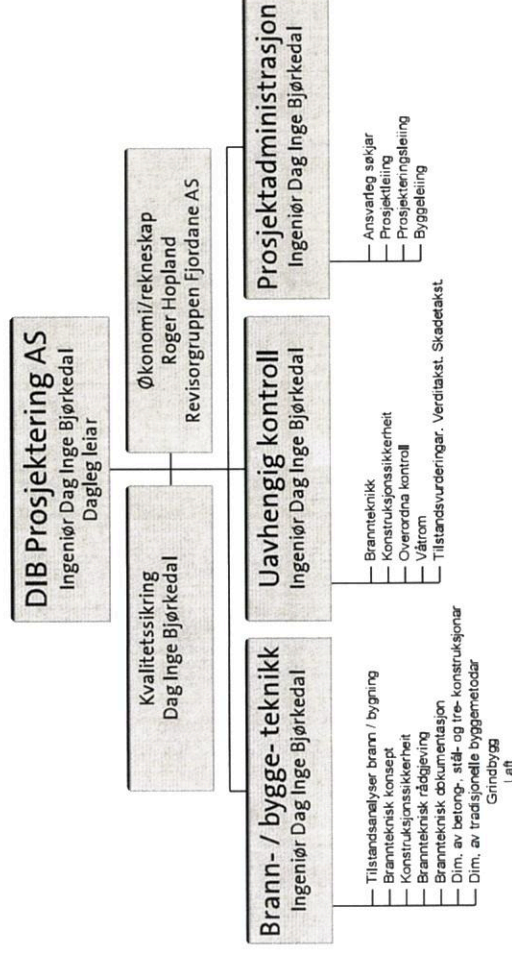 DIB Prosjektering AS
Ingeniør Dag Inge Bjørkedal
Dagleg leiar
Kvalitetssikring
Dag Inge Bjørkedal
Økonomi/rekneskap
Roger Hopland
Revisorgruppen Fjordane AS
Brann- / bygge- teknikk
Ingeniør Dag Inge Bjørkedal
Tilstandsanalyser brann / bygning
Brannteknisk konsept
Konstruksjonssikkerheit
Brannteknisk rådgjeving
Brannteknisk dokumentasjon
Dim. av betong-, stål- og tre- konstruksjonar
Dim. av tradisjonelle byggemetodar
Grindbygg
Laft
Uavhengig kontroll
Ingeniør Dag Inge Bjørkedal
Brannteknikk
Konstruksjonssikkerheit
Overordna kontroll
Våtrom
Tilstandsvurderingar. Verditakst. Skadetakst.
Prosjektadministrasjon
Ingeniør Dag Inge Bjørkedal
Ansvarleg søkjar
Prosjektleiing
Prosjekteringsleiing
Byggeleiing